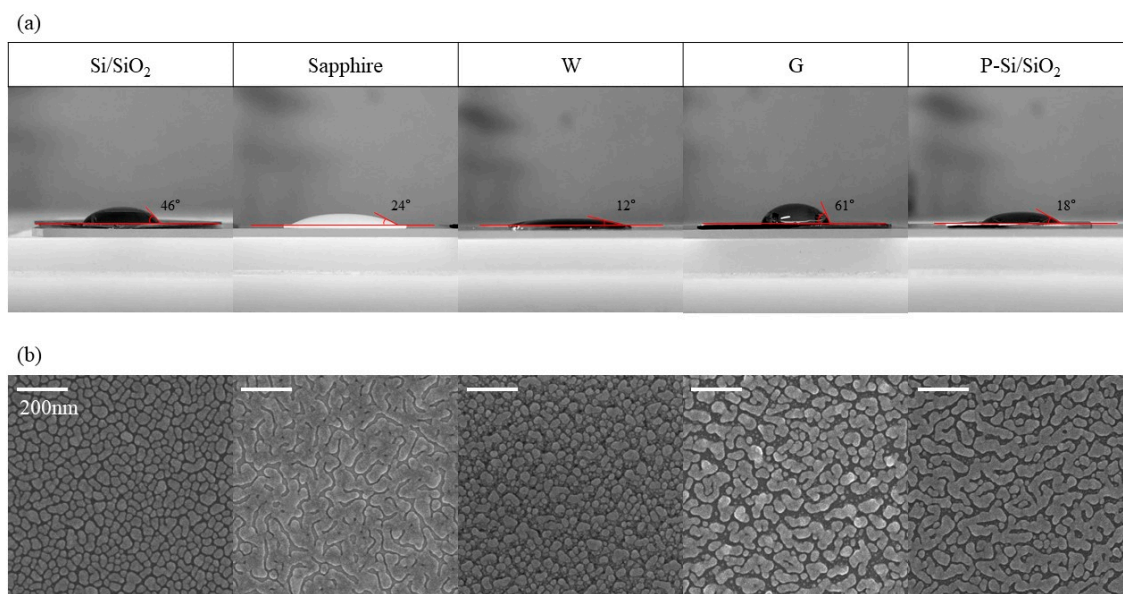 (a)
Si/SiO₂
Sapphire
W
G
P-Si/SiO₂
46°
24°
12°
61°
18°
(b)
200nm